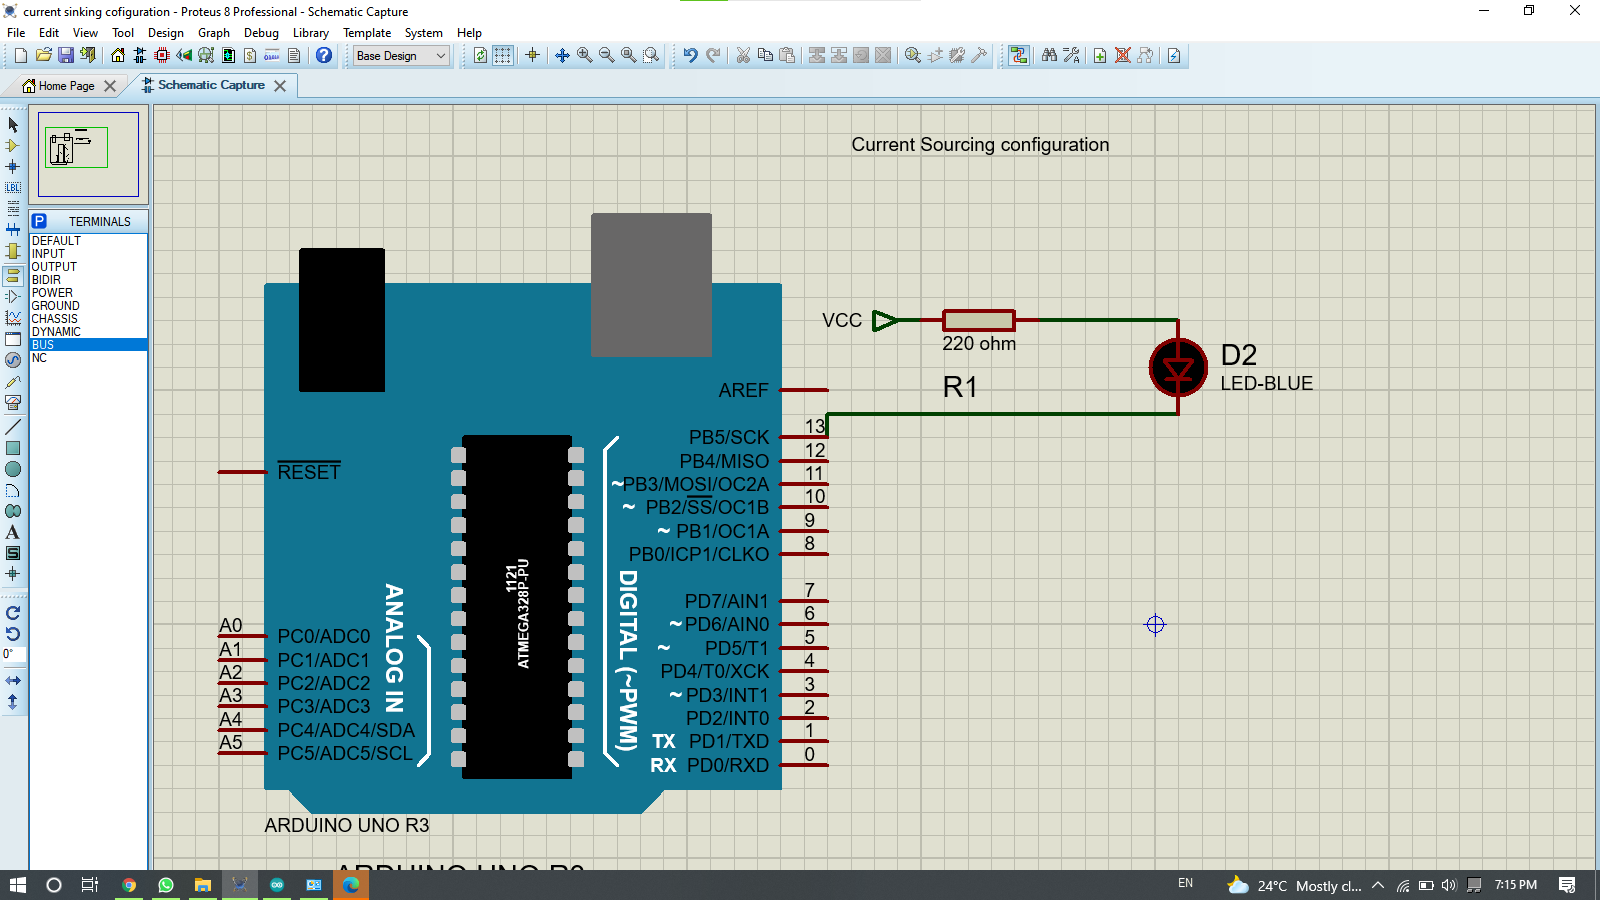 current sinking cofiguration - Proteus 8 Professional - Schematic Capture
File Edit View Tool Design Graph Debug Library Template System Help
Base Design
Home Page
Schematic Capture
P TERMINALS
DEFAULT
INPUT
OUTPUT
BIDIR
POWER
GROUND
CHASSIS
DYNAMIC
BUS
NC
LBL
A
S
0°
Current Sourcing configuration
VCC
220 ohm
R1
D2
LED-BLUE
AREF
13
PB5/SCK
12
PB4/MISO
11
~PB3/MOSI/OC2A
10
~ PB2/SS/OC1B
9
~ PB1/OC1A
8
PB0/ICP1/CLKO
7
PD7/AIN1
6
~ PD6/AIN0
5
~ PD5/T1
4
PD4/T0/XCK
3
~ PD3/INT1
2
PD2/INT0
1
TX PD1/TXD
0
RX PD0/RXD
RESET
1121
ATMEGA328P-PU
DIGITAL (~PWM)
ANALOG IN
A0
PC0/ADC0
A1
PC1/ADC1
A2
PC2/ADC2
A3
PC3/ADC3
A4
PC4/ADC4/SDA
A5
PC5/ADC5/SCL
ARDUINO UNO R3
EN
24°C Mostly cl...
7:15 PM